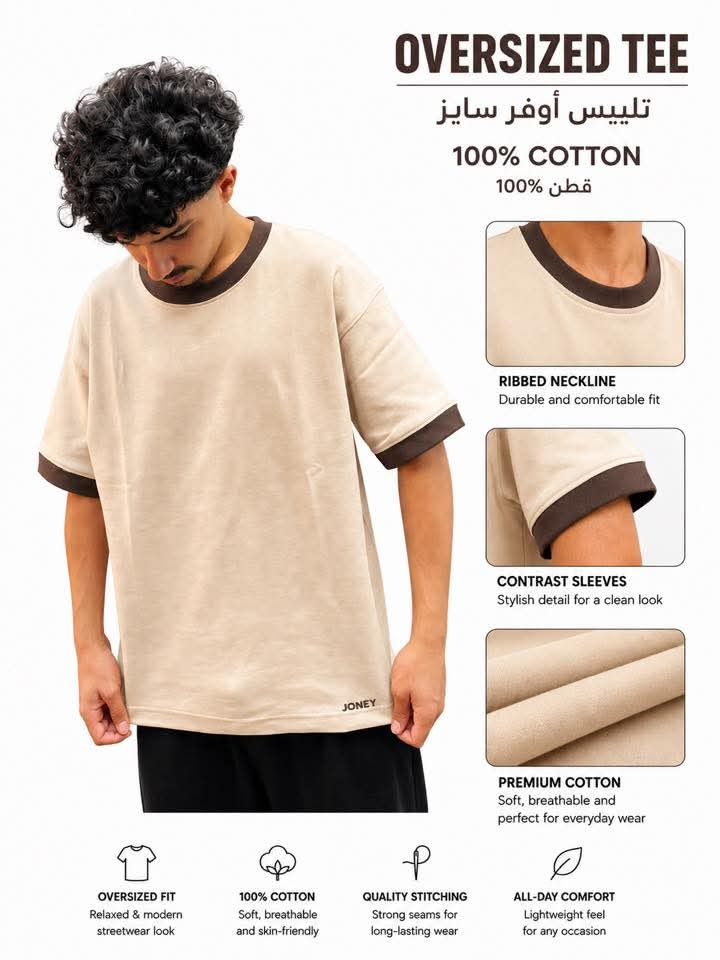 OVERSIZED TEE
تلييس أوفر سايز
100% COTTON
100% قطن
RIBBED NECKLINE
Durable and comfortable fit
CONTRAST SLEEVES
Stylish detail for a clean look
JONEY
PREMIUM COTTON
Soft, breathable and
perfect for everyday wear
OVERSIZED FIT
Relaxed & modern
streetwear look
100% COTTON
Soft, breathable
and skin-friendly
QUALITY STITCHING
Strong seams for
long-lasting wear
ALL-DAY COMFORT
Lightweight feel
for any occasion